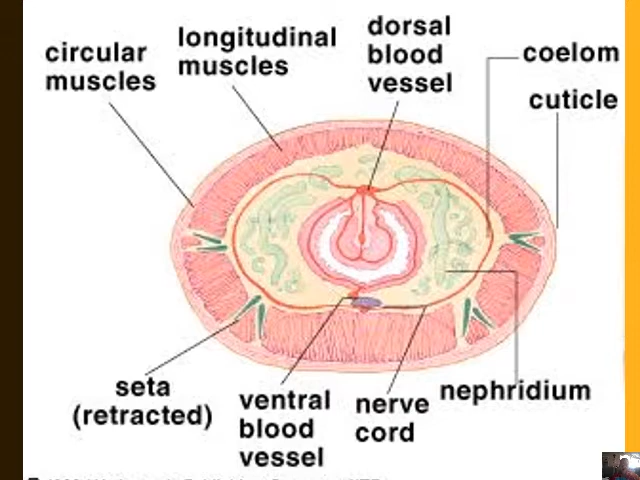 circular
muscles
longitudinal
muscles
dorsal
blood
vessel
coelom
cuticle
seta
(retracted)
ventral
blood
vessel
nerve
cord
nephridium